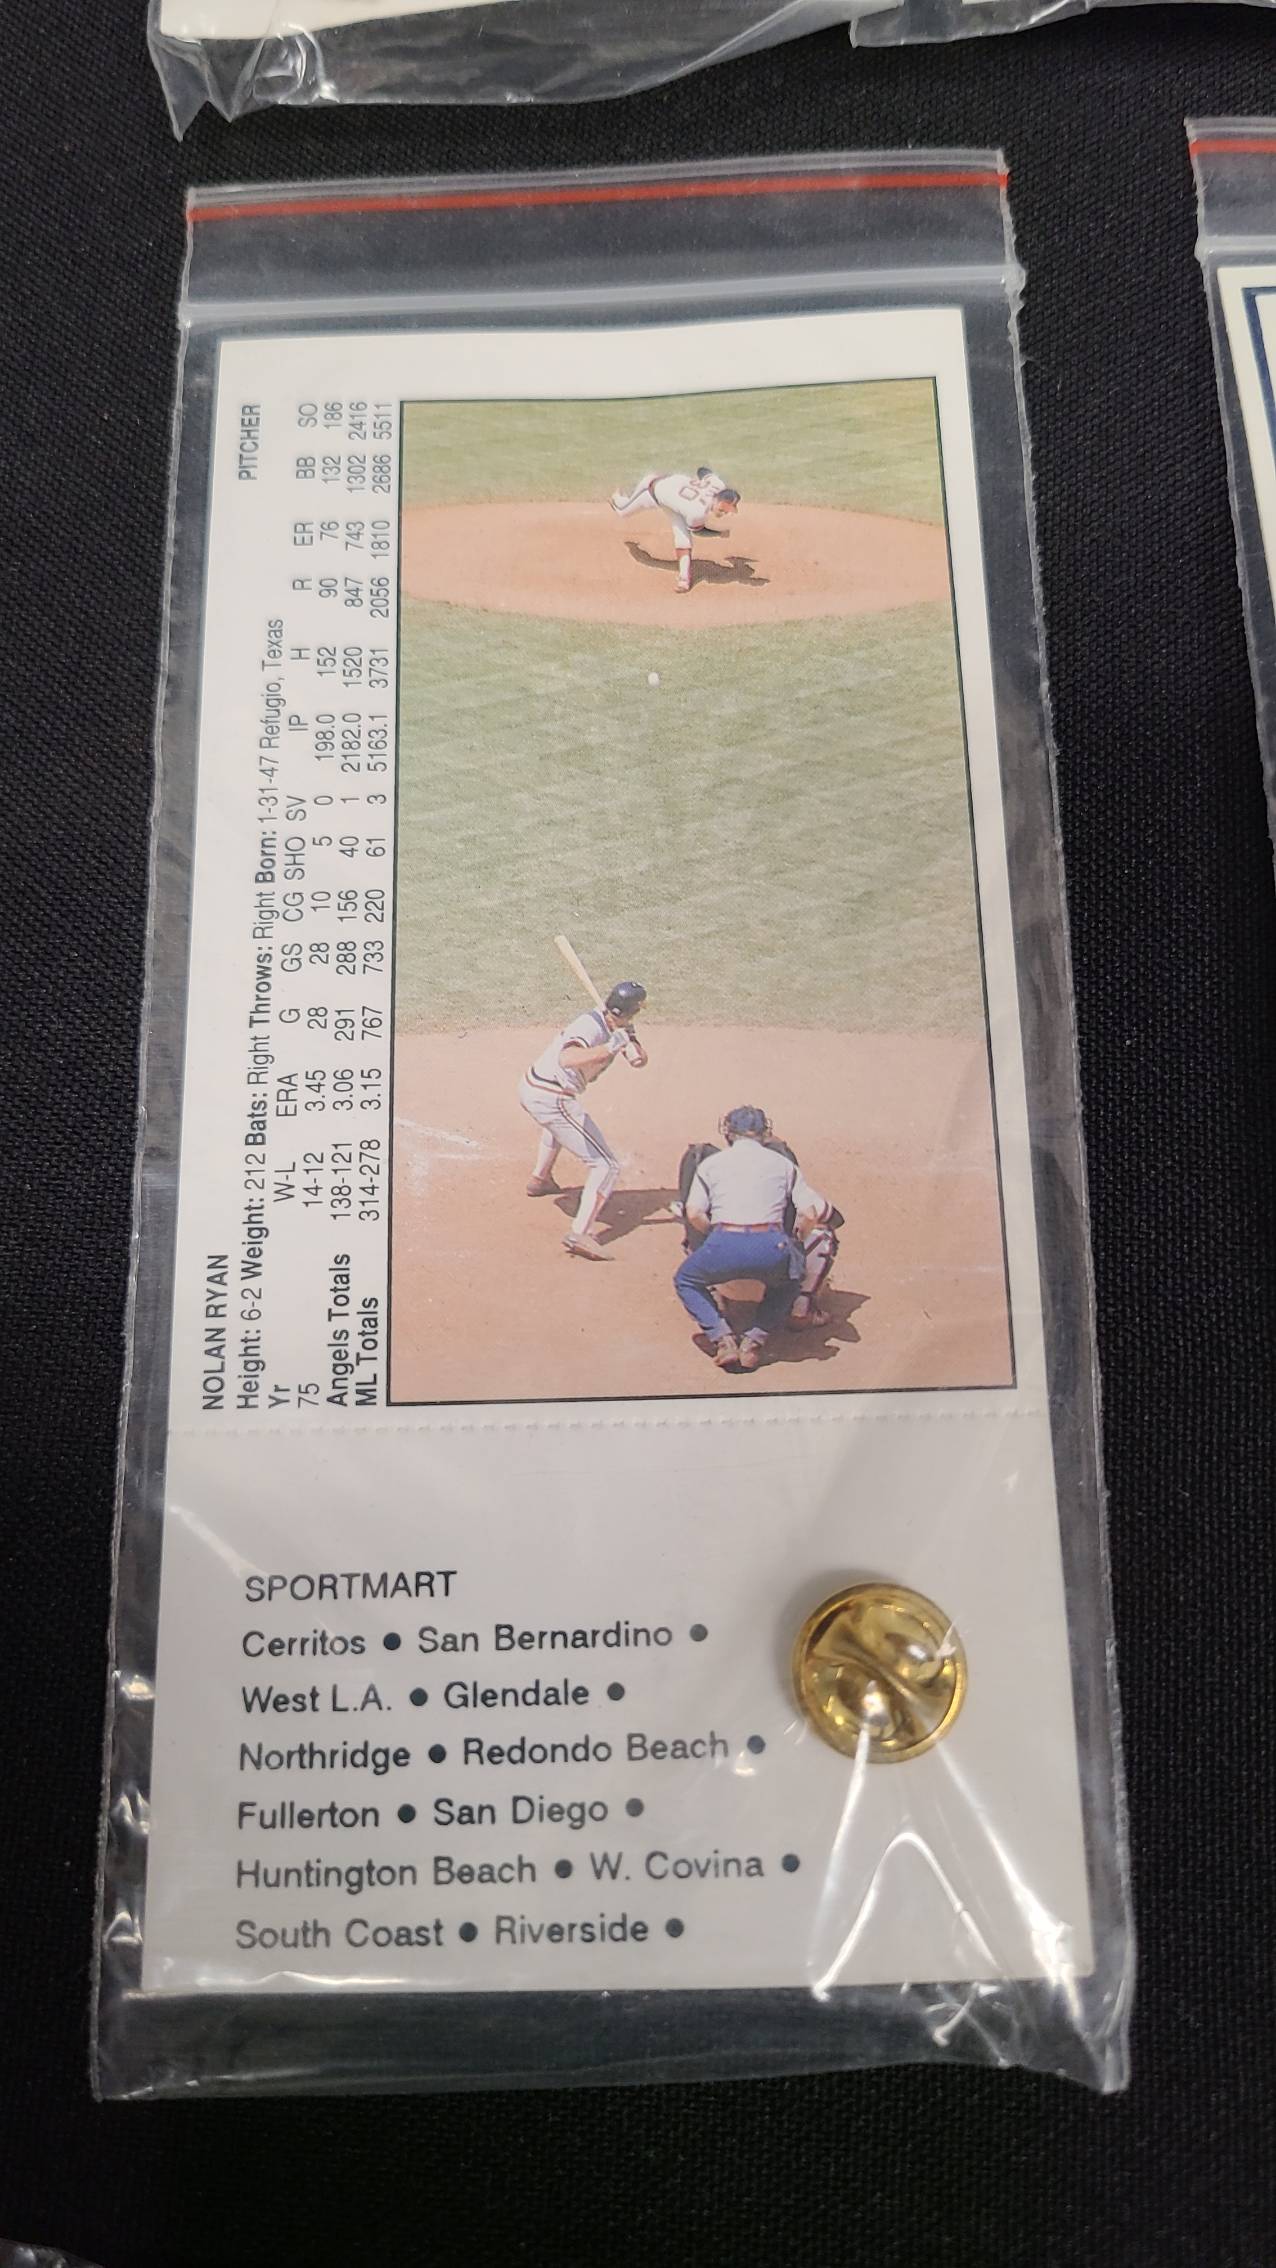 NOLAN RYAN PITCHER
Height: 6-2 Weight: 212 Bats: Right Throws: Right Born: 1-31-47 Refugio, Texas
Yr W-L ERA G GS CG SHO SV IP H R ER BB SO
75 14-12 3.45 28 28 10 5 0 198.0 152 90 76 132 186
Angels Totals 138-121 3.06 291 288 156 40 1 2182.0 1520 847 743 1302 2416
ML Totals 314-278 3.15 767 733 220 61 3 5163.1 3731 2056 1810 2686 5511
SPORTMART
Cerritos ● San Bernardino ●
West L.A. ● Glendale ●
Northridge ● Redondo Beach ●
Fullerton ● San Diego ●
Huntington Beach ● W. Covina ●
South Coast ● Riverside ●